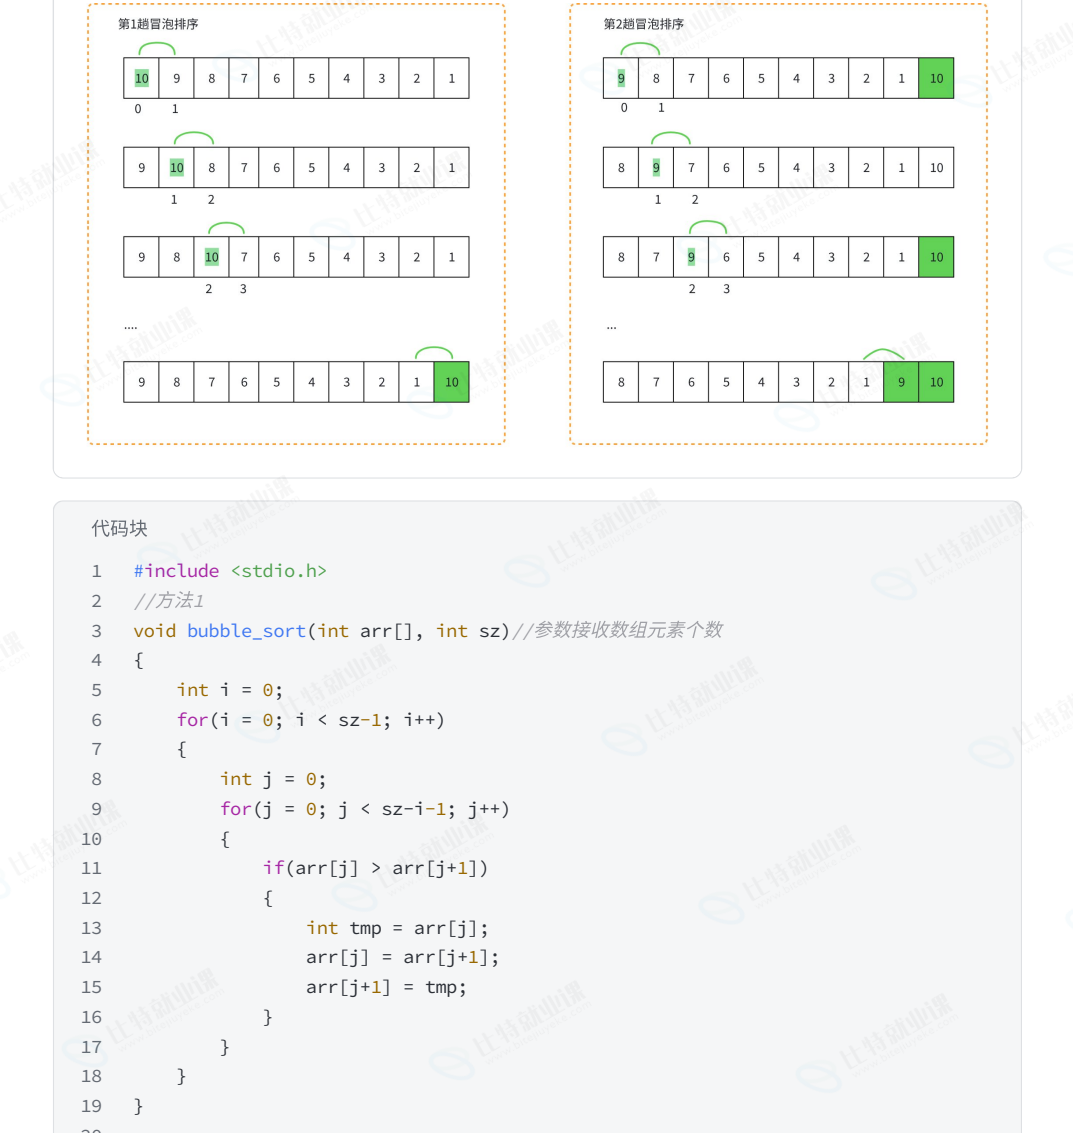 第1趟冒泡排序
10 9 8 7 6 5 4 3 2 1
0 1
9 10 8 7 6 5 4 3 2 1
1 2
9 8 10 7 6 5 4 3 2 1
2 3
....
9 8 7 6 5 4 3 2 1 10
第2趟冒泡排序
9 8 7 6 5 4 3 2 1 10
0 1
8 9 7 6 5 4 3 2 1 10
1 2
8 7 9 6 5 4 3 2 1 10
2 3
...
8 7 6 5 4 3 2 1 9 10
代码块
1 #include <stdio.h>
2 //方法1
3 void bubble_sort(int arr[], int sz)//参数接收数组元素个数
4 {
5 int i = 0;
6 for(i = 0; i < sz-1; i++)
7 {
8 int j = 0;
9 for(j = 0; j < sz-i-1; j++)
10 {
11 if(arr[j] > arr[j+1])
12 {
13 int tmp = arr[j];
14 arr[j] = arr[j+1];
15 arr[j+1] = tmp;
16 }
17 }
18 }
19 }
比特就业课